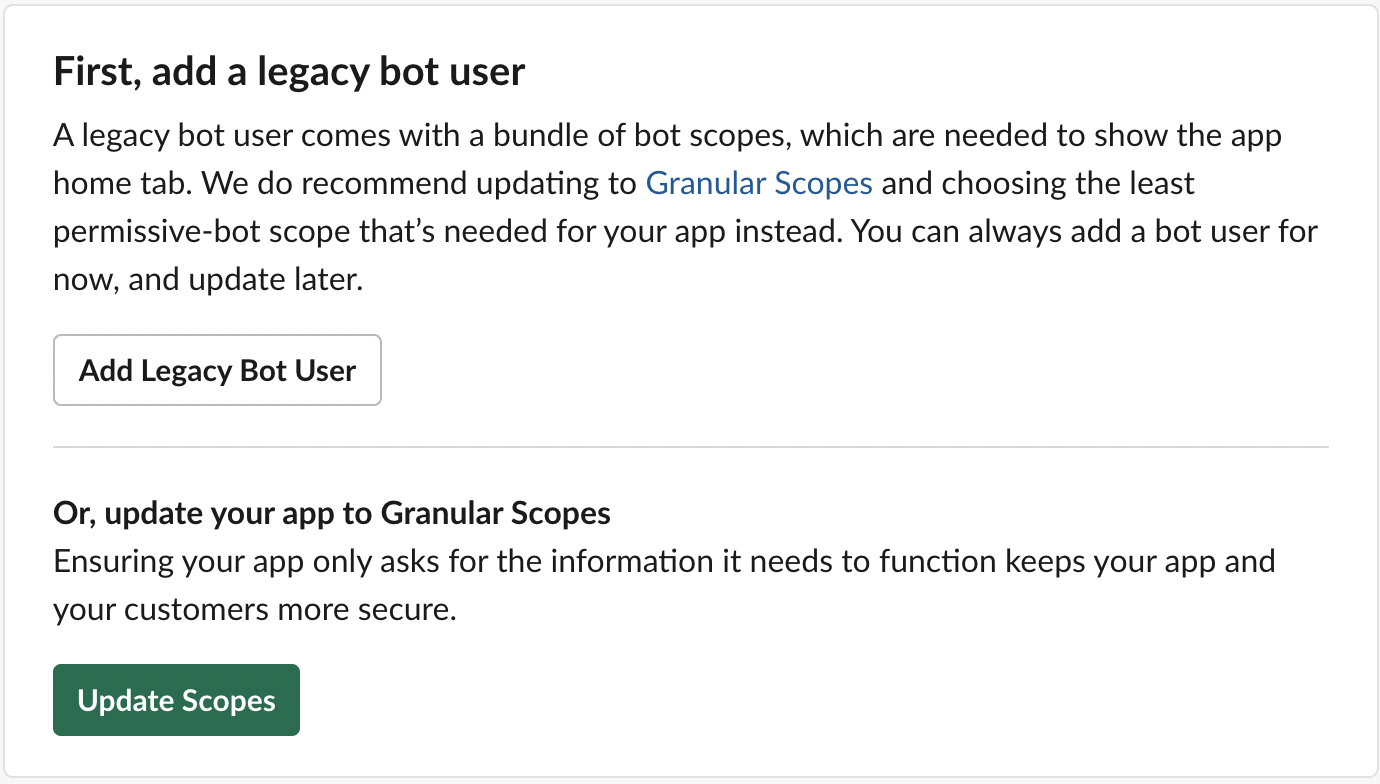 First, add a legacy bot user
A legacy bot user comes with a bundle of bot scopes, which are needed to show the app
home tab. We do recommend updating to Granular Scopes and choosing the least
permissive-bot scope that’s needed for your app instead. You can always add a bot user for
now, and update later.
Add Legacy Bot User
Or, update your app to Granular Scopes
Ensuring your app only asks for the information it needs to function keeps your app and
your customers more secure.
Update Scopes